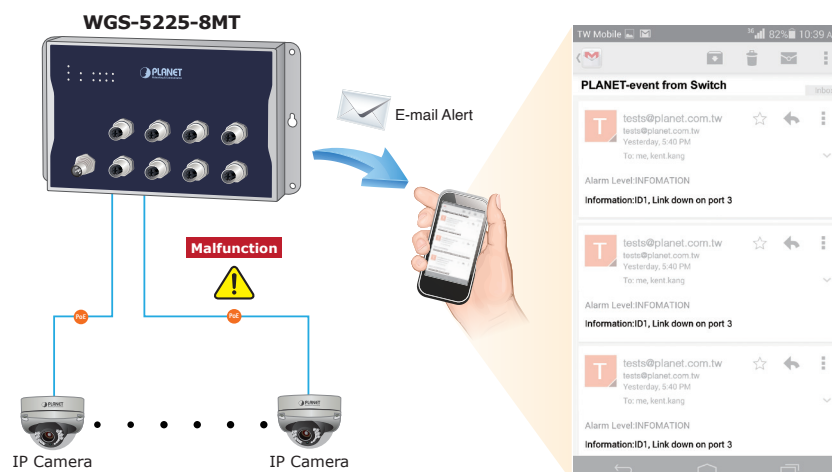 WGS-5225-8MT
PLANET
E-mail Alert
Malfunction
PoE
PoE
PLANET
PLANET
IP Camera
IP Camera
TW Mobile
3G
82%
10:39 A
PLANET-event from Switch
Inbox
T
tests@planet.com.tw
tests@planet.com.tw
Yesterday, 5:40 PM
To: me, kent.kang
Alarm Level:INFOMATION
Information:ID1, Link down on port 3
T
tests@planet.com.tw
tests@planet.com.tw
Yesterday, 5:40 PM
To: me, kent.kang
Alarm Level:INFOMATION
Information:ID1, Link down on port 3
T
tests@planet.com.tw
tests@planet.com.tw
Yesterday, 5:40 PM
To: me, kent.kang
Alarm Level:INFOMATION
Information:ID1, Link down on port 3